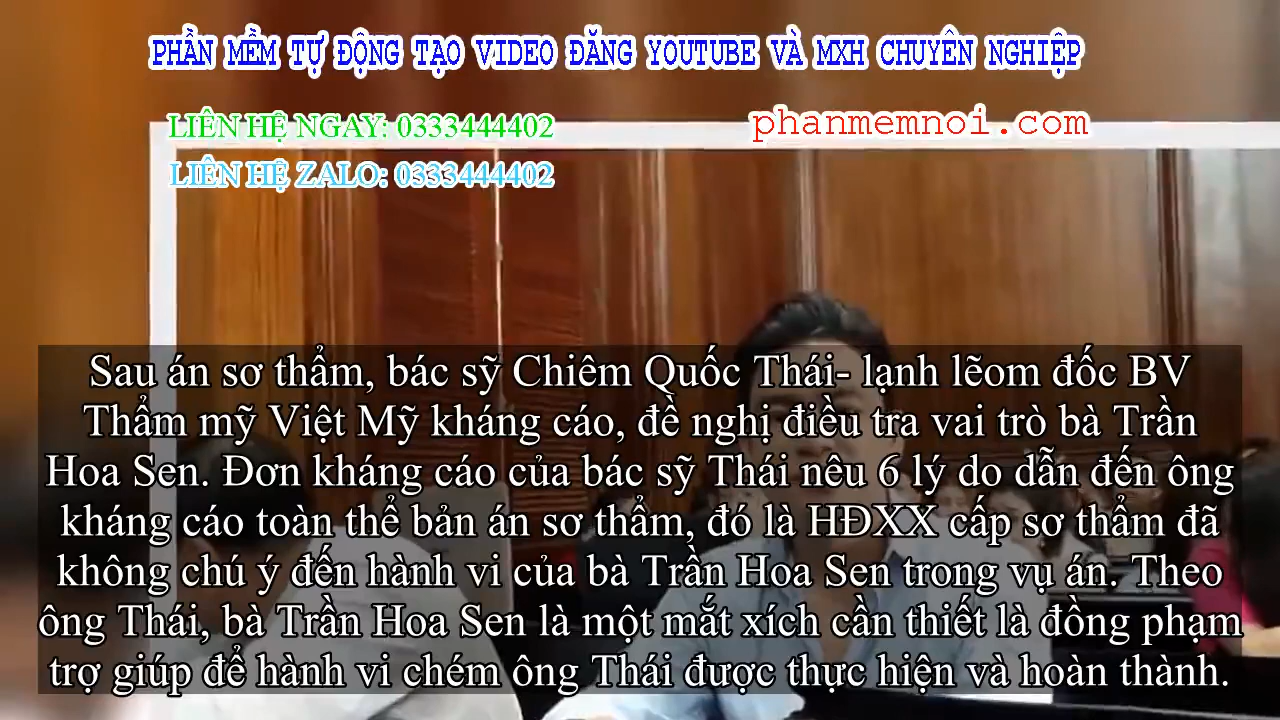 PHẦN MỀM TỰ ĐỘNG TẠO VIDEO ĐĂNG YOUTUBE VÀ MXH CHUYÊN NGHIỆP
LIÊN HỆ NGAY: 0333444402
phanmemnoi.com
LIÊN HỆ ZALO: 0333444402
Sau án sơ thẩm, bác sỹ Chiêm Quốc Thái- lạnh lẽom đốc BV
Thẩm mỹ Việt Mỹ kháng cáo, đề nghị điều tra vai trò bà Trần
Hoa Sen. Đơn kháng cáo của bác sỹ Thái nêu 6 lý do dẫn đến ông
kháng cáo toàn thể bản án sơ thẩm, đó là HĐXX cấp sơ thẩm đã
không chú ý đến hành vi của bà Trần Hoa Sen trong vụ án. Theo
ông Thái, bà Trần Hoa Sen là một mắt xích cần thiết là đồng phạm
trợ giúp để hành vi chém ông Thái được thực hiện và hoàn thành.